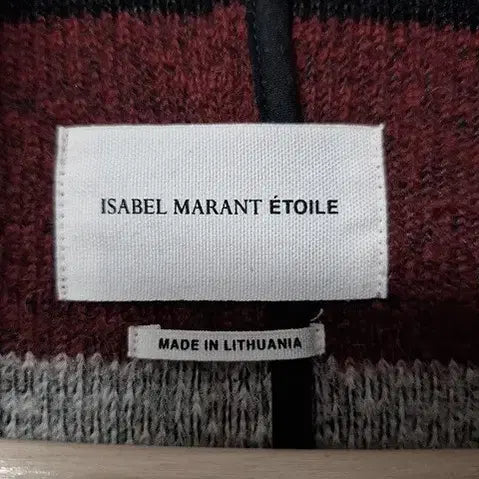 ISABEL MARANT ÉTOILE
MADE IN LITHUANIA